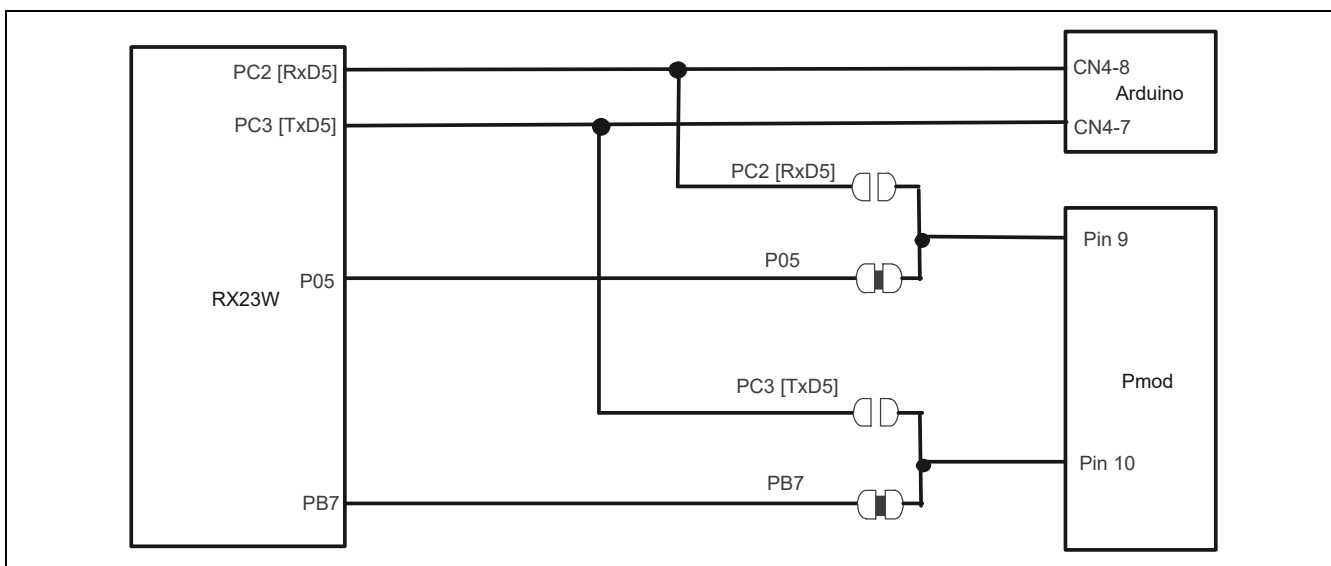 PC2 [RxD5]
CN4-8
Arduino
PC3 [TxD5]
CN4-7
PC2 [RxD5]
Pin 9
P05
P05
RX23W
PC3 [TxD5]
Pmod
Pin 10
PB7
PB7